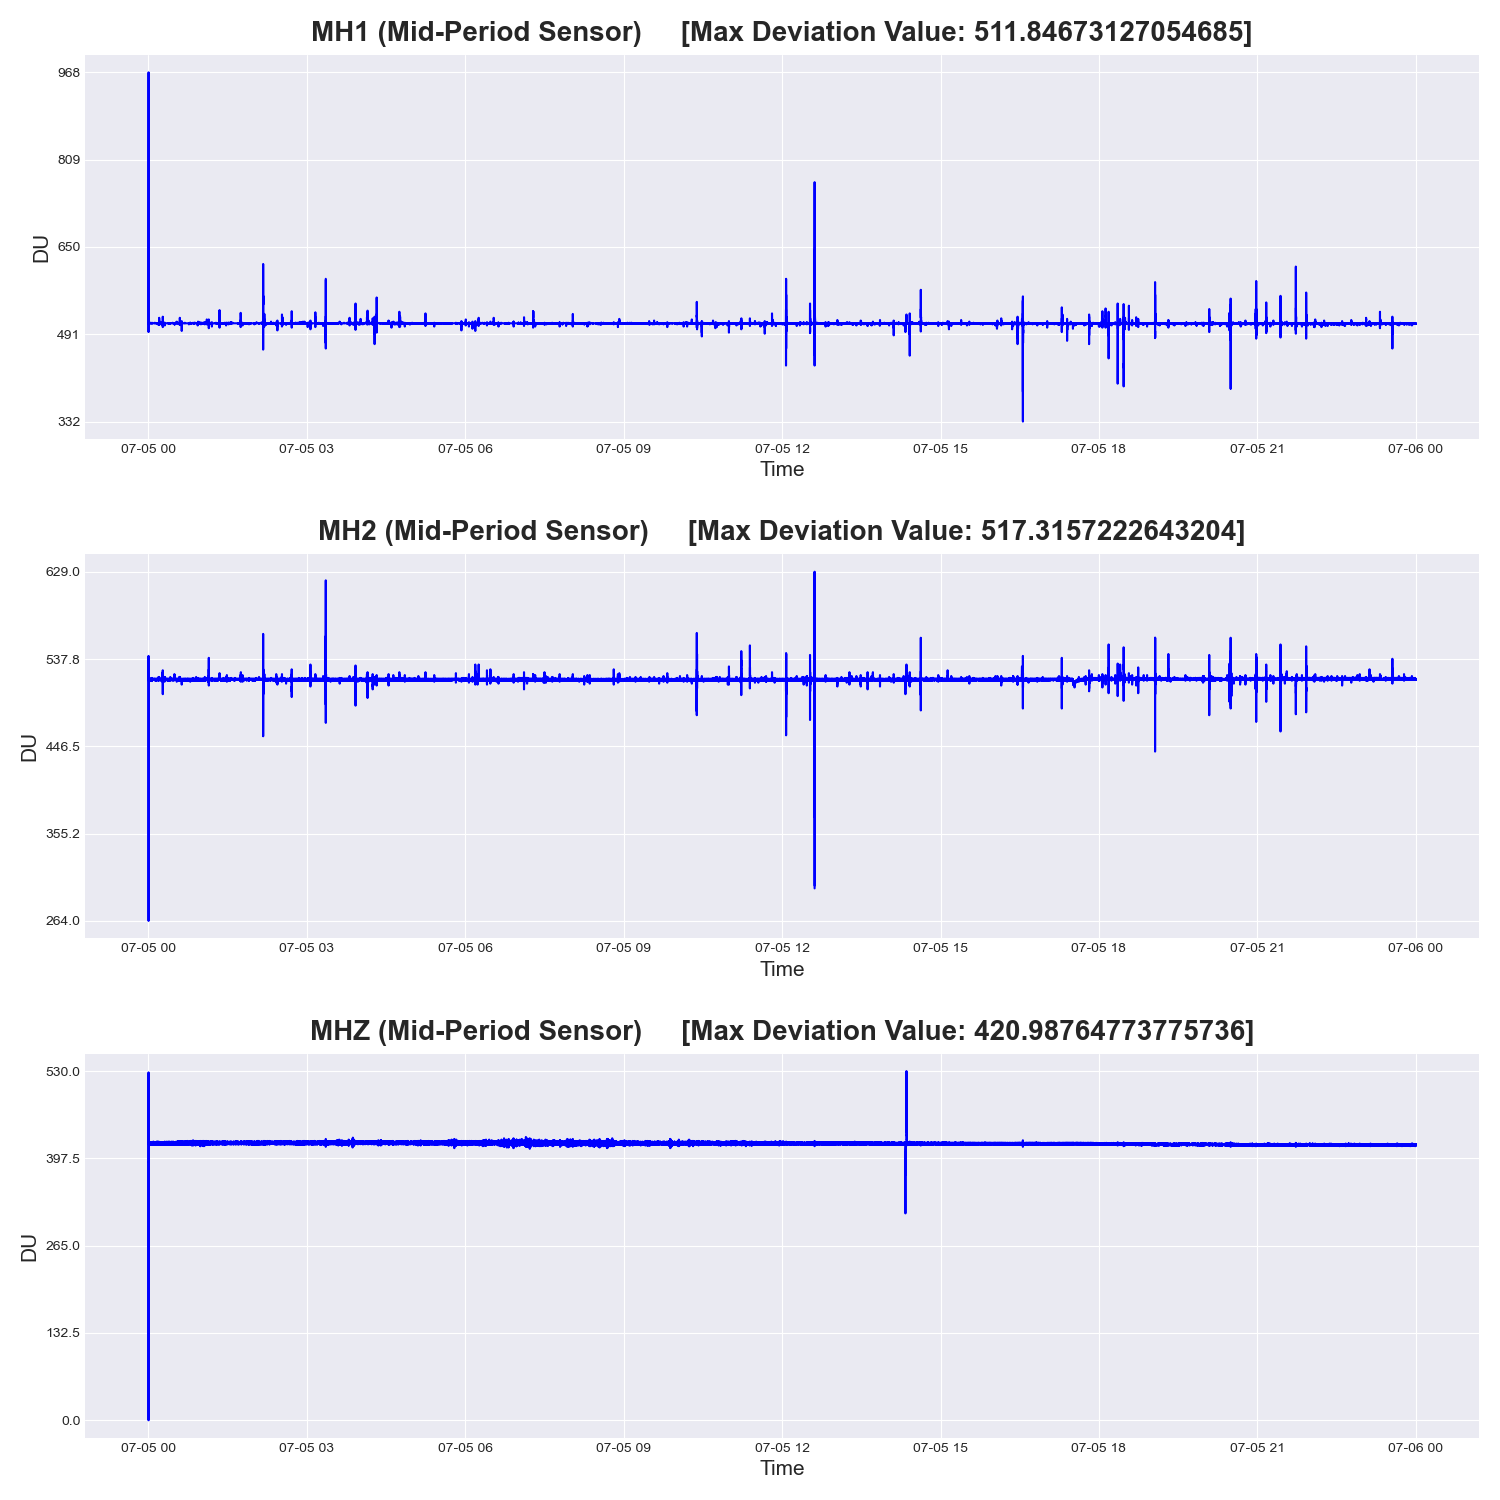 MH1 (Mid-Period Sensor) [Max Deviation Value: 511.84673127054685]
968
809
650
491
332
DU
07-05 00 07-05 03 07-05 06 07-05 09 07-05 12 07-05 15 07-05 18 07-05 21 07-06 00
Time
MH2 (Mid-Period Sensor) [Max Deviation Value: 517.3157222643204]
629.0
537.8
446.5
355.2
264.0
DU
07-05 00 07-05 03 07-05 06 07-05 09 07-05 12 07-05 15 07-05 18 07-05 21 07-06 00
Time
MHZ (Mid-Period Sensor) [Max Deviation Value: 420.98764773775736]
530.0
397.5
265.0
132.5
0.0
DU
07-05 00 07-05 03 07-05 06 07-05 09 07-05 12 07-05 15 07-05 18 07-05 21 07-06 00
Time